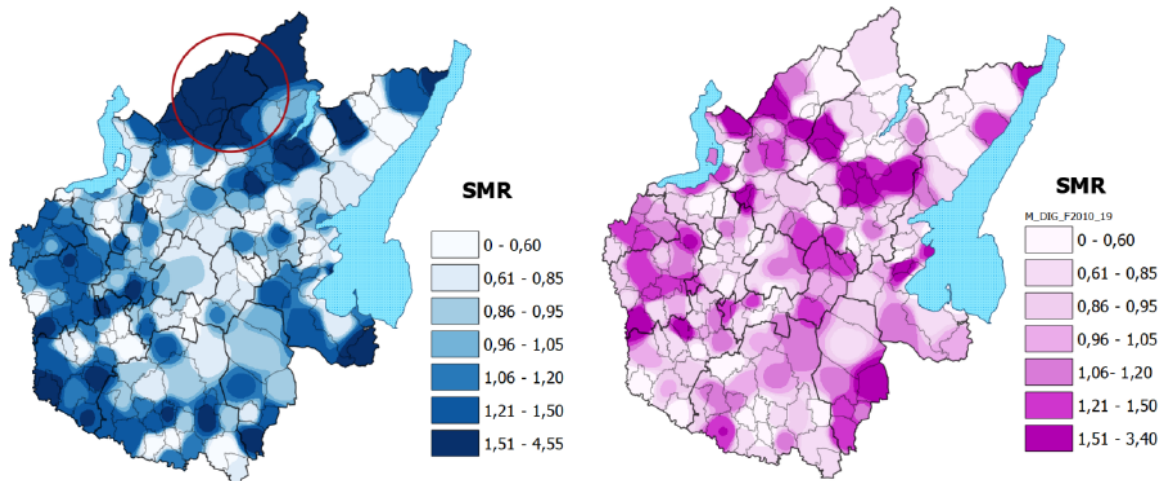 SMR
0 - 0,60
0,61 - 0,85
0,86 - 0,95
0,96 - 1,05
1,06 - 1,20
1,21 - 1,50
1,51 - 4,55
SMR
M_DIG_F2010_19
0 - 0,60
0,61 - 0,85
0,86 - 0,95
0,96 - 1,05
1,06 - 1,20
1,21 - 1,50
1,51 - 3,40